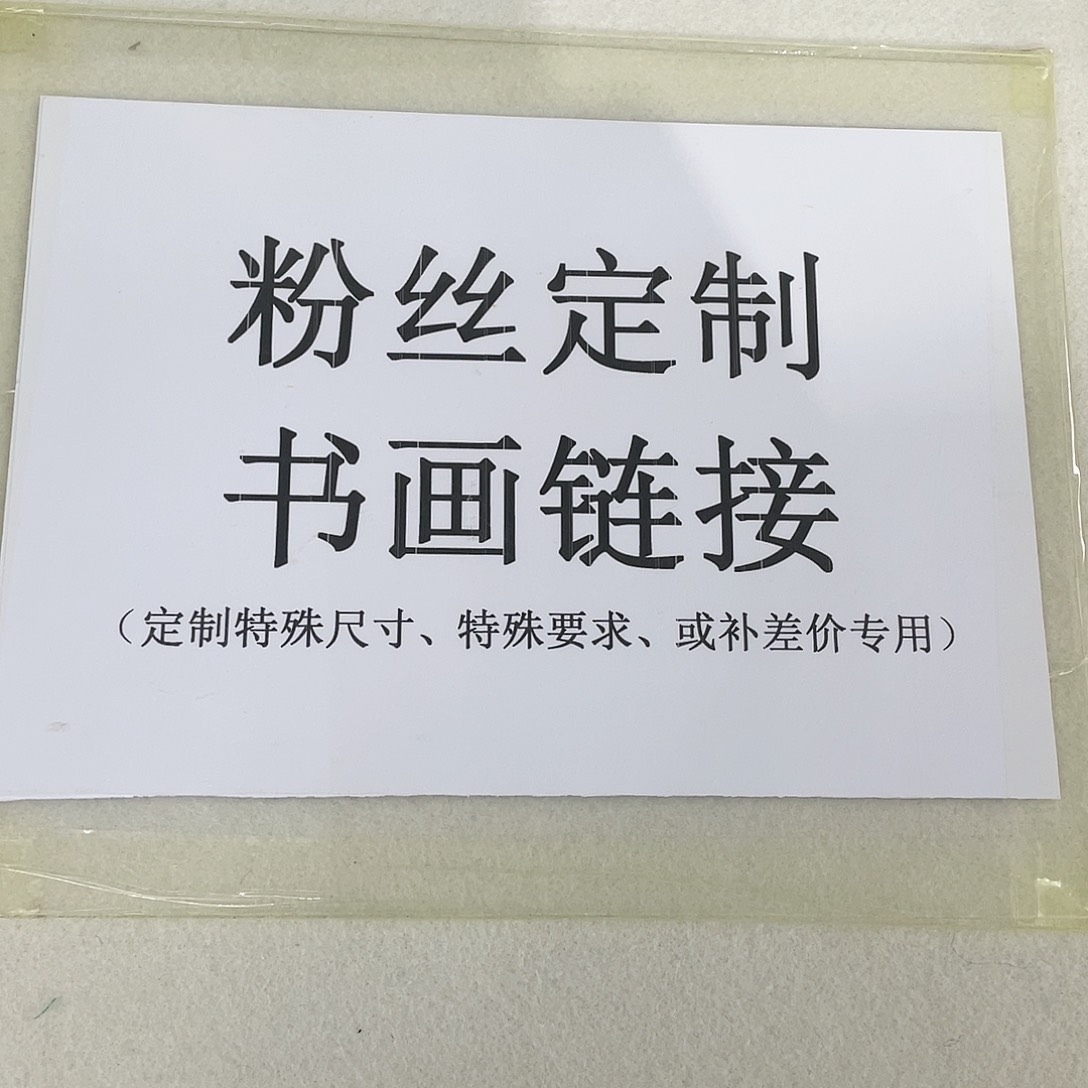 粉丝定制
书画链接
（定制特殊尺寸、特殊要求、或补差价专用）